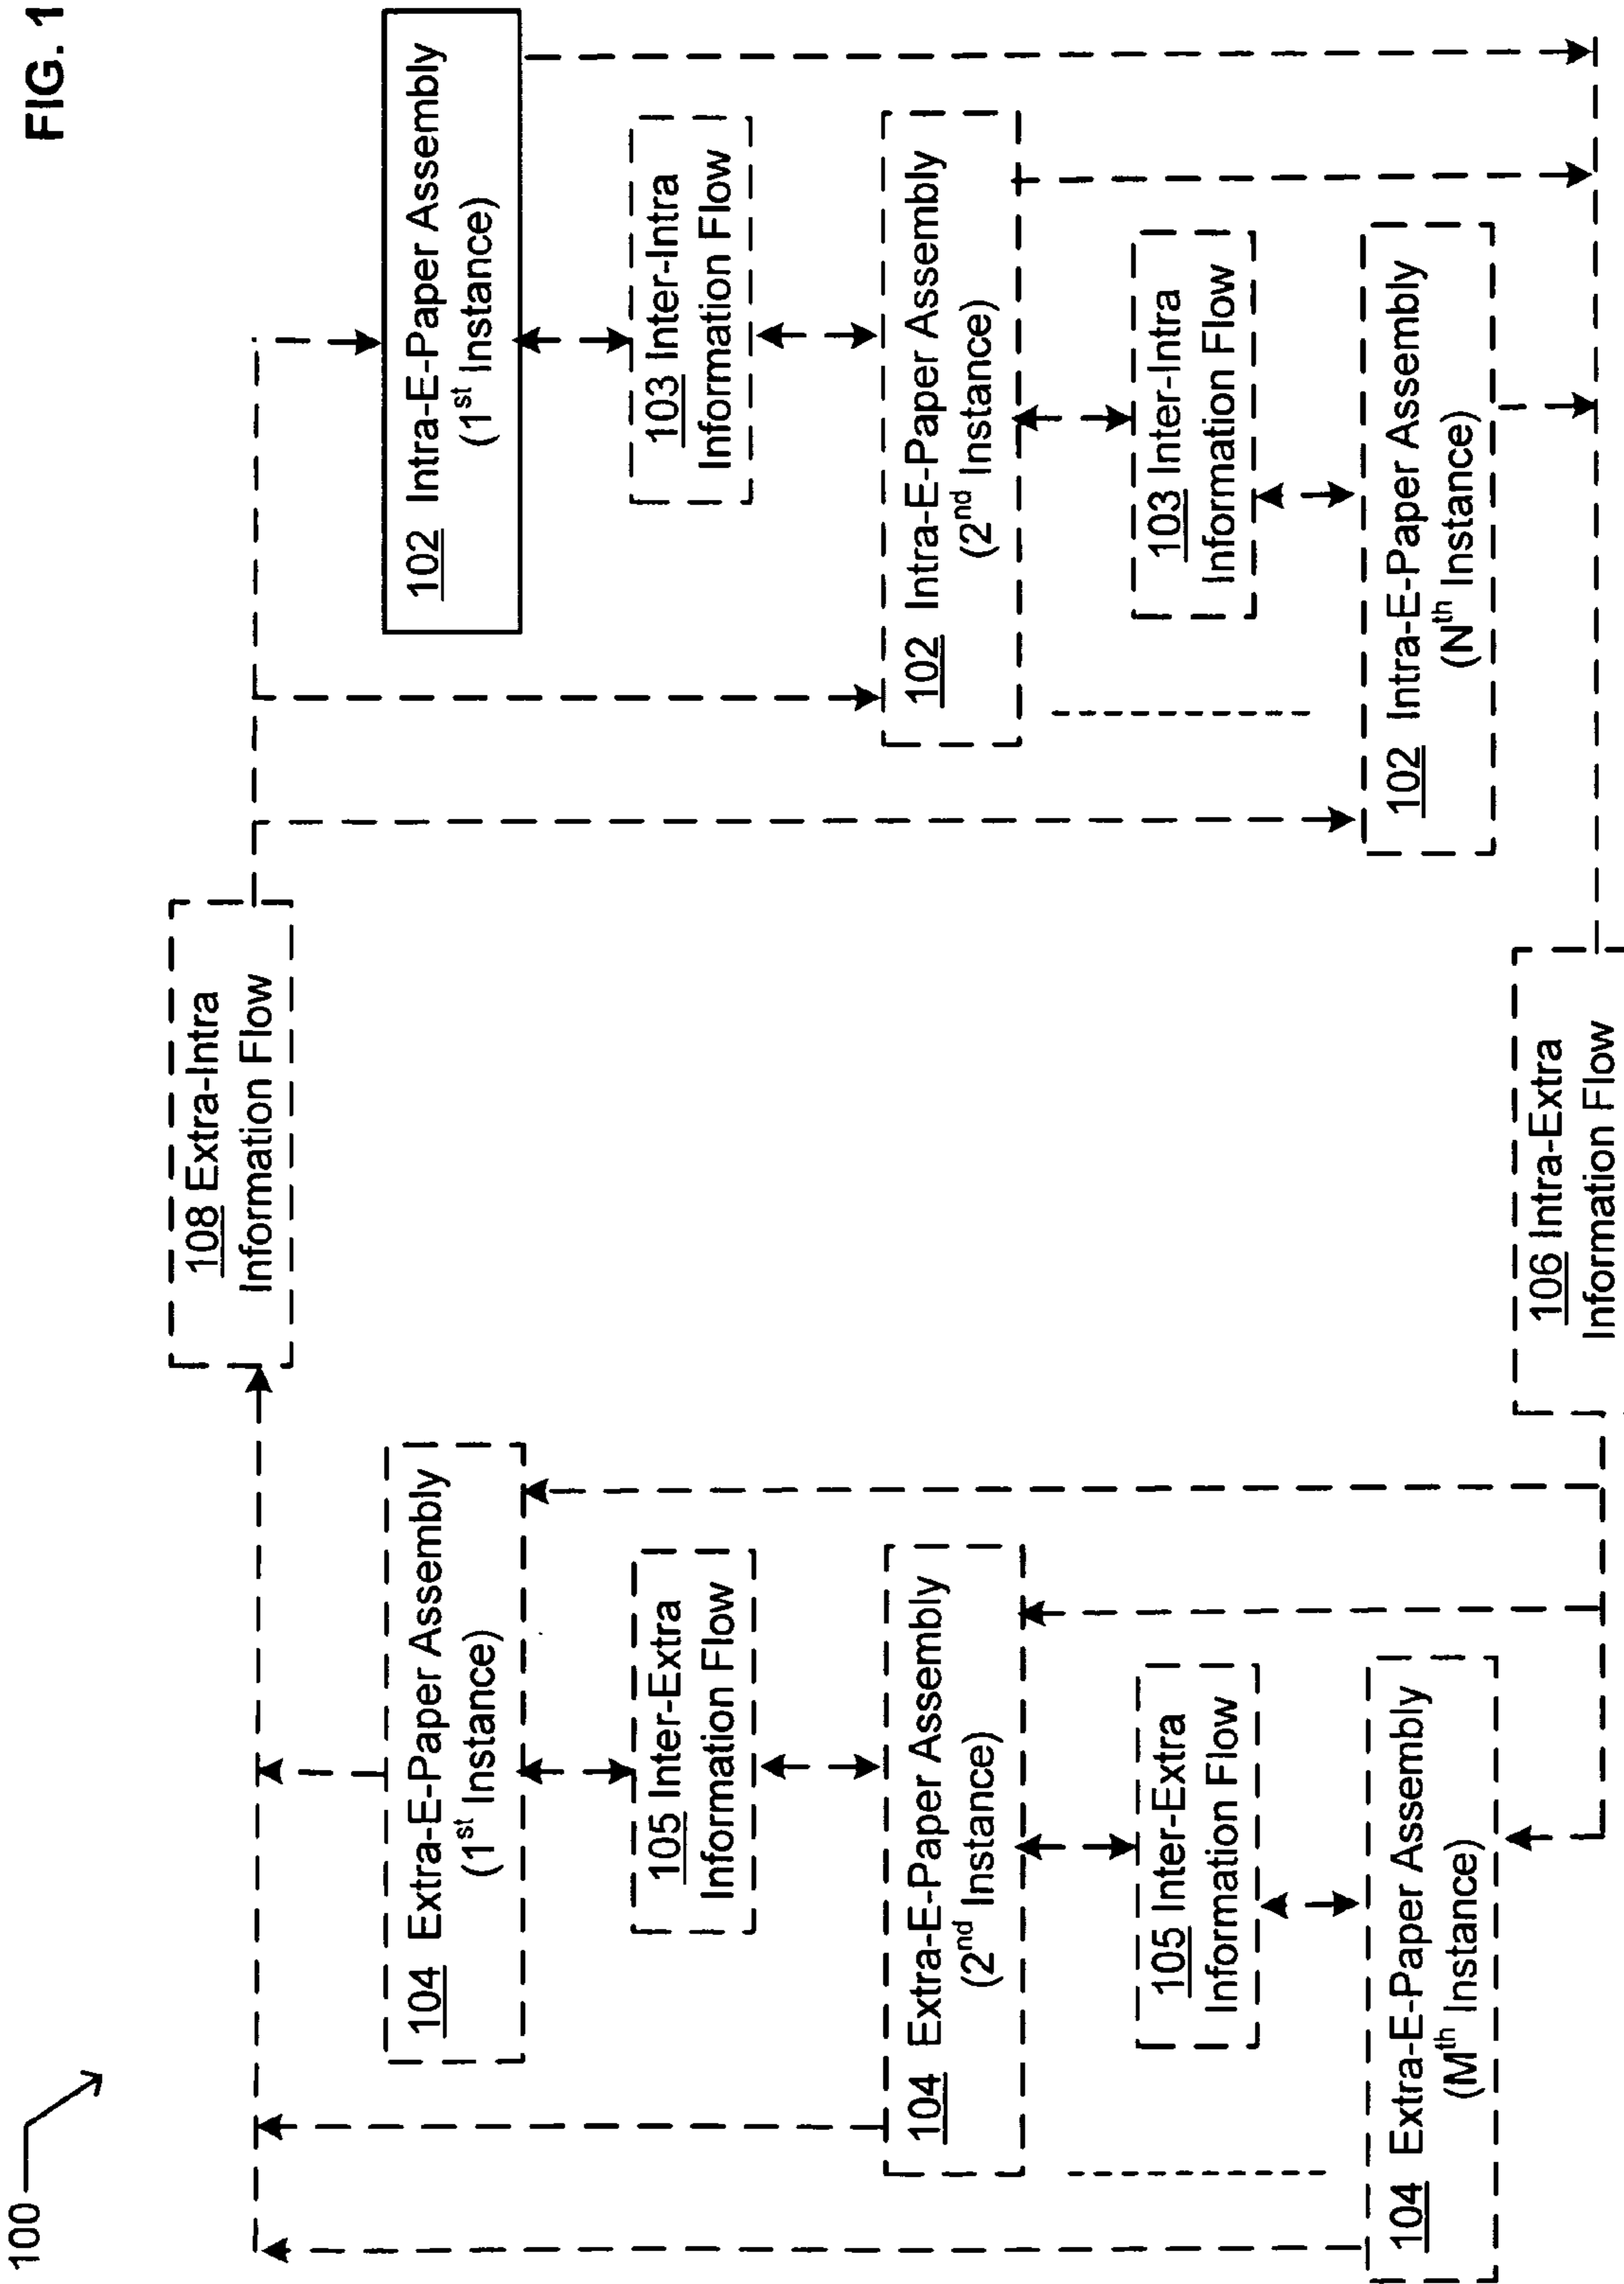 FIG. 1
100
108 Extra-Intra
Information Flow
104 Extra-E-Paper Assembly
(1st Instance)
102 Intra-E-Paper Assembly
(1st Instance)
105 Inter-Extra
Information Flow
103 Inter-Intra
Information Flow
104 Extra-E-Paper Assembly
(2nd Instance)
102 Intra-E-Paper Assembly
(2nd Instance)
105 Inter-Extra
Information Flow
103 Inter-Intra
Information Flow
104 Extra-E-Paper Assembly
(Mth Instance)
102 Intra-E-Paper Assembly
(Nth Instance)
106 Intra-Extra
Information Flow